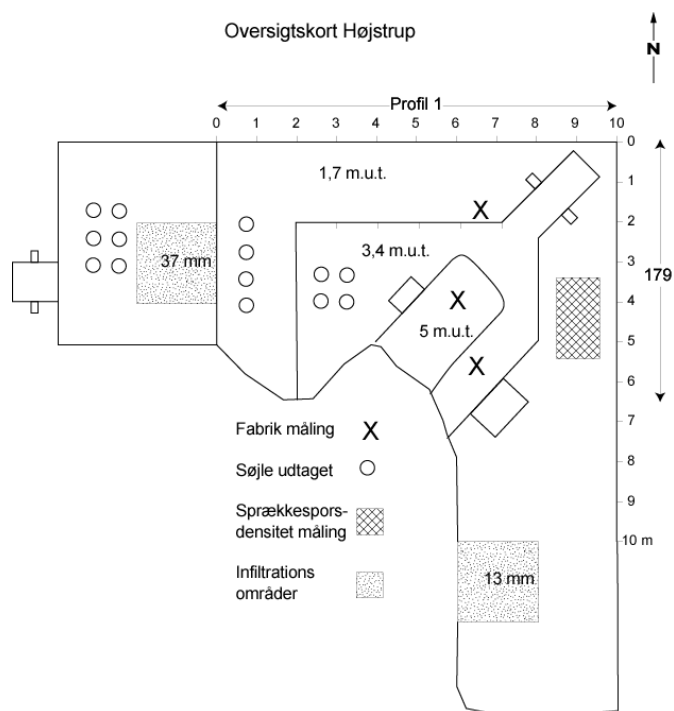 Oversigtskort Højstrup
N
Profil 1
0 1 2 3 4 5 6 7 8 9 10
0
1
2
3
4
5
6
7
8
9
10 m
179
1,7 m.u.t.
X
3,4 m.u.t.
37 mm
X
5 m.u.t.
X
Fabrik måling X
Søjle udtaget
Sprækkespors-
densitet måling
Infiltrations
områder
13 mm